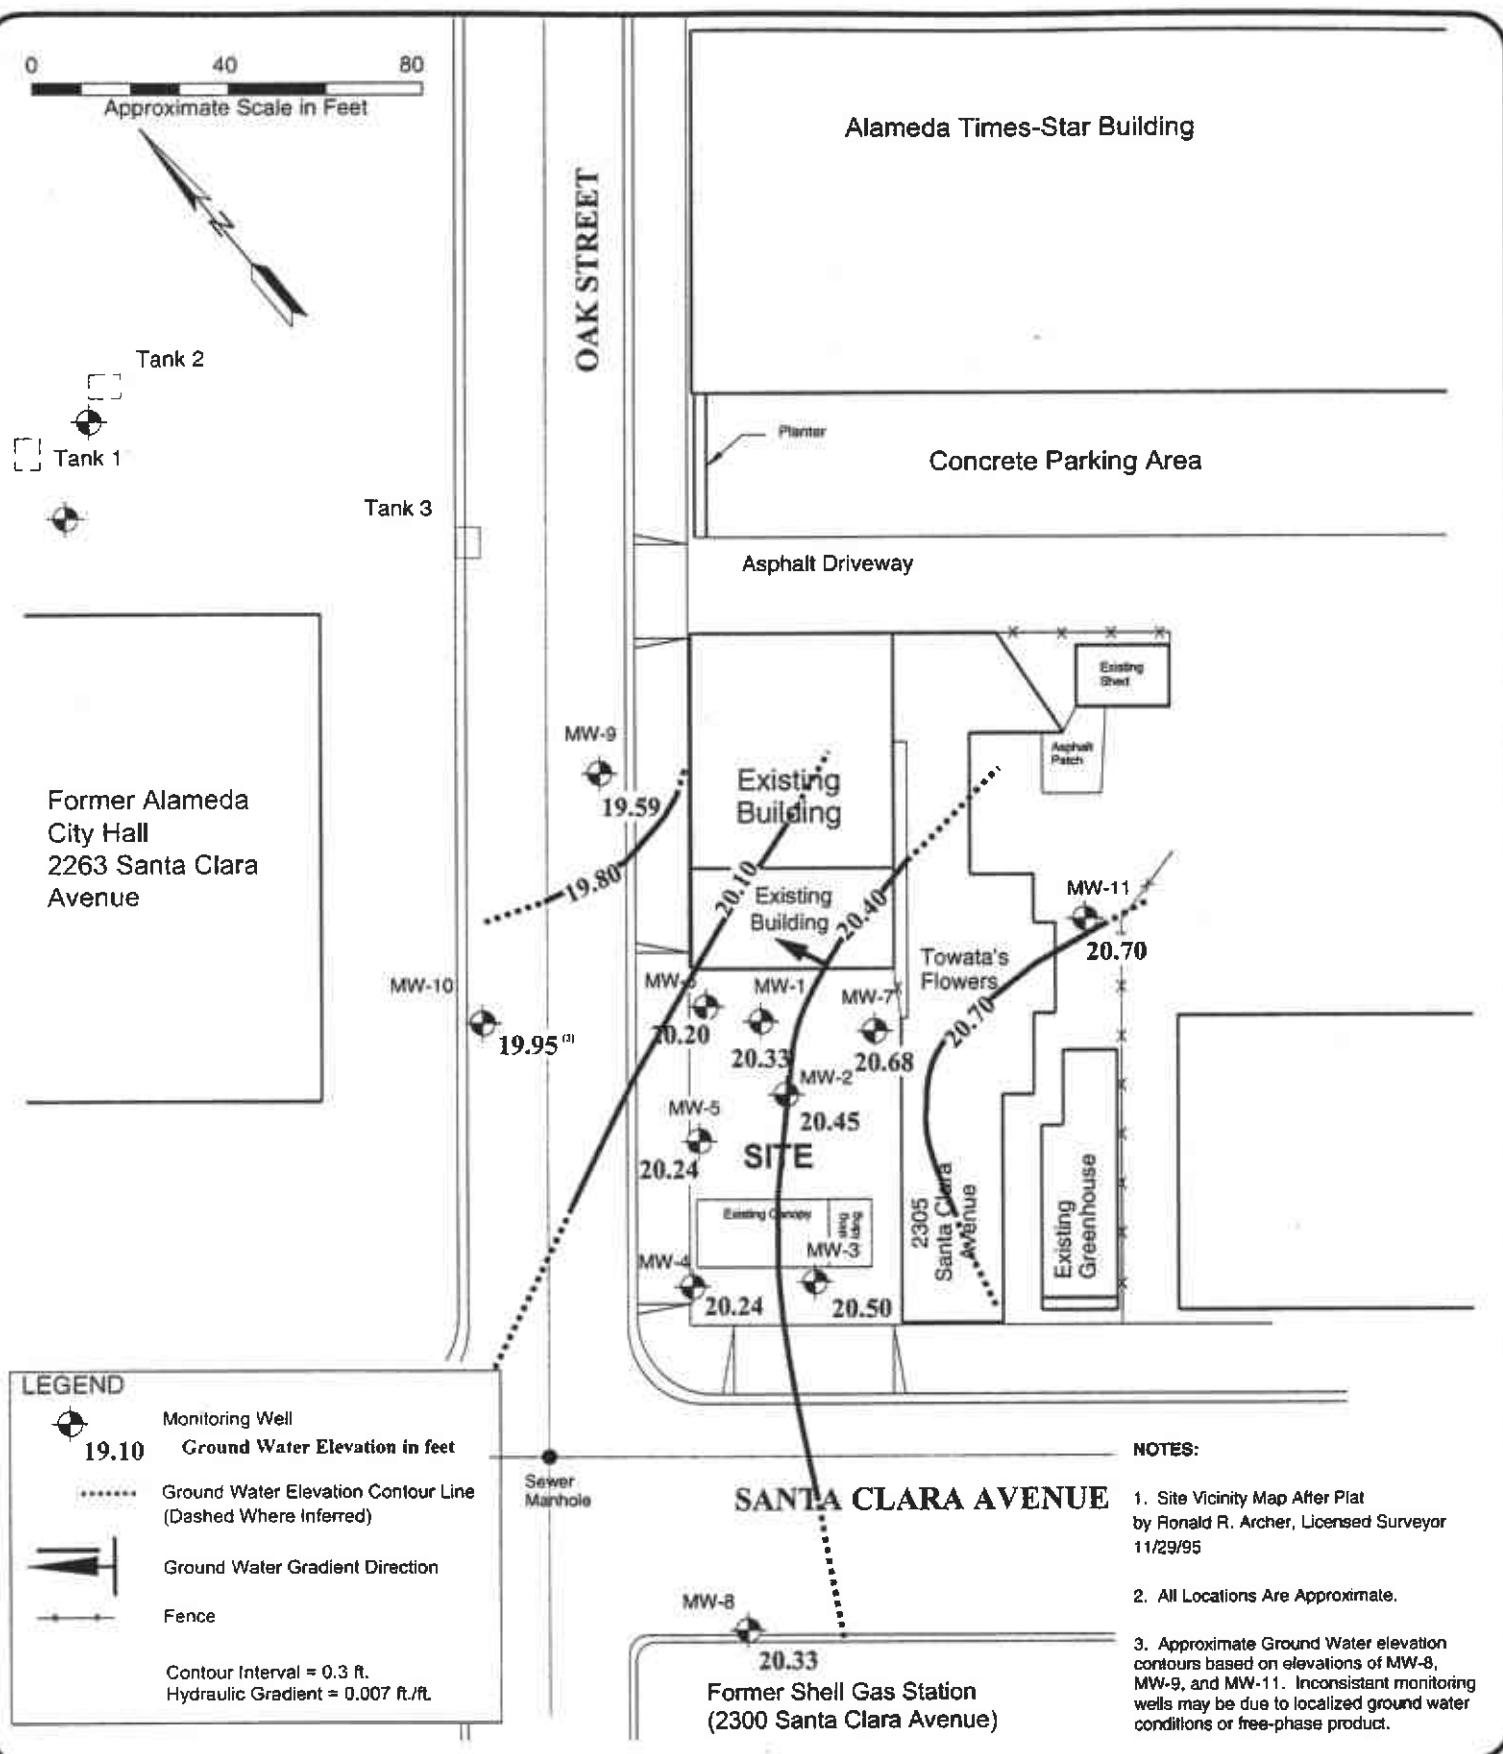 0 40 80
Approximate Scale in Feet
N
OAK STREET
Alameda Times-Star Building
Tank 2
Tank 1
Tank 3
Planter
Concrete Parking Area
Asphalt Driveway
Existing
Shed
Asphalt
Patch
MW-9
19.59
Existing
Building
Former Alameda
City Hall
2263 Santa Clara
Avenue
19.80
20.10
20.40
Existing
Building
MW-11
20.70
Towata's
Flowers
20.70
MW-10
19.95 (3)
20.20
MW-1
20.33
MW-7
20.68
MW-2
20.45
MW-5
20.24
SITE
Existing Canopy
2305
Santa Clara
Avenue
Existing
Greenhouse
MW-4
20.24
MW-3
20.50
LEGEND
Monitoring Well
19.10 Ground Water Elevation in feet
Ground Water Elevation Contour Line
(Dashed Where Inferred)
Ground Water Gradient Direction
Fence
Contour Interval = 0.3 ft.
Hydraulic Gradient = 0.007 ft./ft.
Sewer
Manhole
SANTA CLARA AVENUE
MW-8
20.33
Former Shell Gas Station
(2300 Santa Clara Avenue)
NOTES:
1. Site Vicinity Map After Plat
by Ronald R. Archer, Licensed Surveyor
11/29/95
2. All Locations Are Approximate.
3. Approximate Ground Water elevation
contours based on elevations of MW-8,
MW-9, and MW-11. Inconsistant monitoring
wells may be due to localized ground water
conditions or free-phase product.